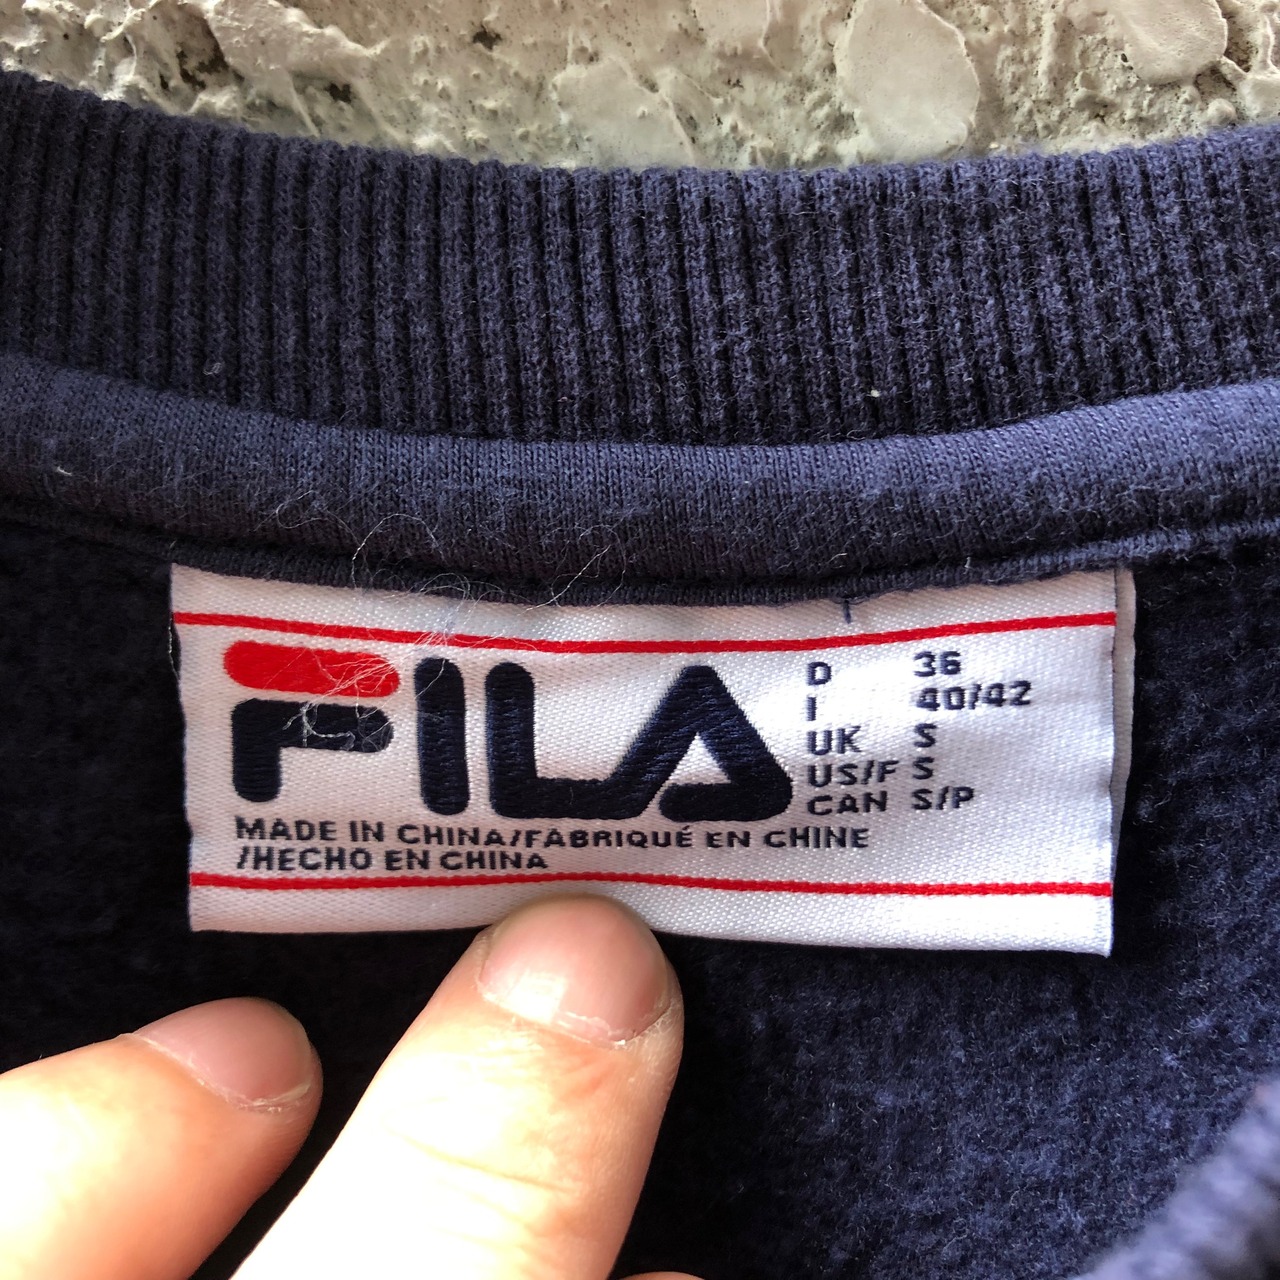 FILA
D 36
I 40/42
UK S
US/F S
CAN S/P
MADE IN CHINA/FABRIQUÉ EN CHINE
/HECHO EN CHINA